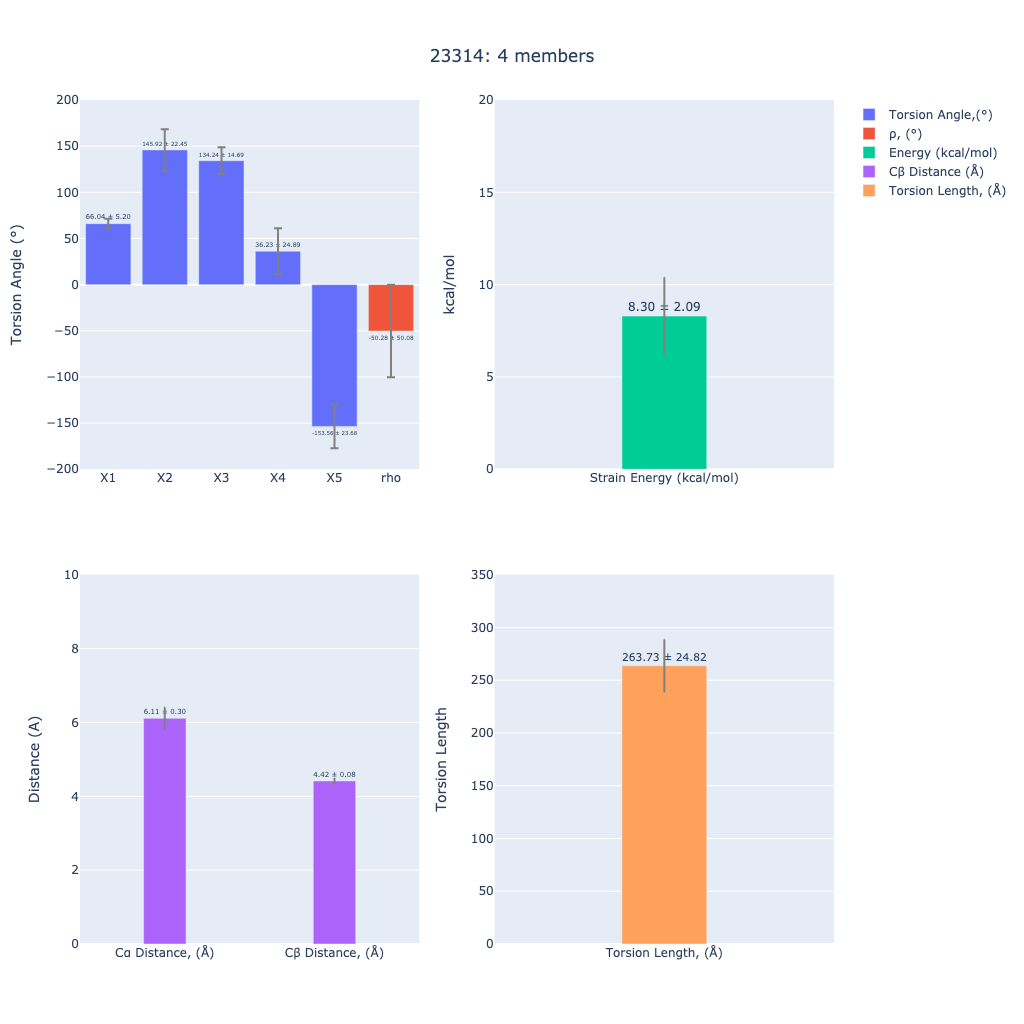 23314: 4 members
Torsion Angle (°)
200
150
100
50
0
−50
−100
−150
−200
66.04 ± 5.20
145.92 ± 22.45
134.24 ± 14.69
36.23 ± 24.89
-153.56 ± 23.68
-50.28 ± 50.08
X1 X2 X3 X4 X5 rho
kcal/mol
20
15
10
5
0
8.30 ± 2.09
Strain Energy (kcal/mol)
Torsion Angle,(°)
ρ, (°)
Energy (kcal/mol)
Cβ Distance (Å)
Torsion Length, (Å)
Distance (A)
10
8
6
4
2
0
6.11 ± 0.30
4.42 ± 0.08
Cα Distance, (Å) Cβ Distance, (Å)
Torsion Length
350
300
250
200
150
100
50
0
263.73 ± 24.82
Torsion Length, (Å)